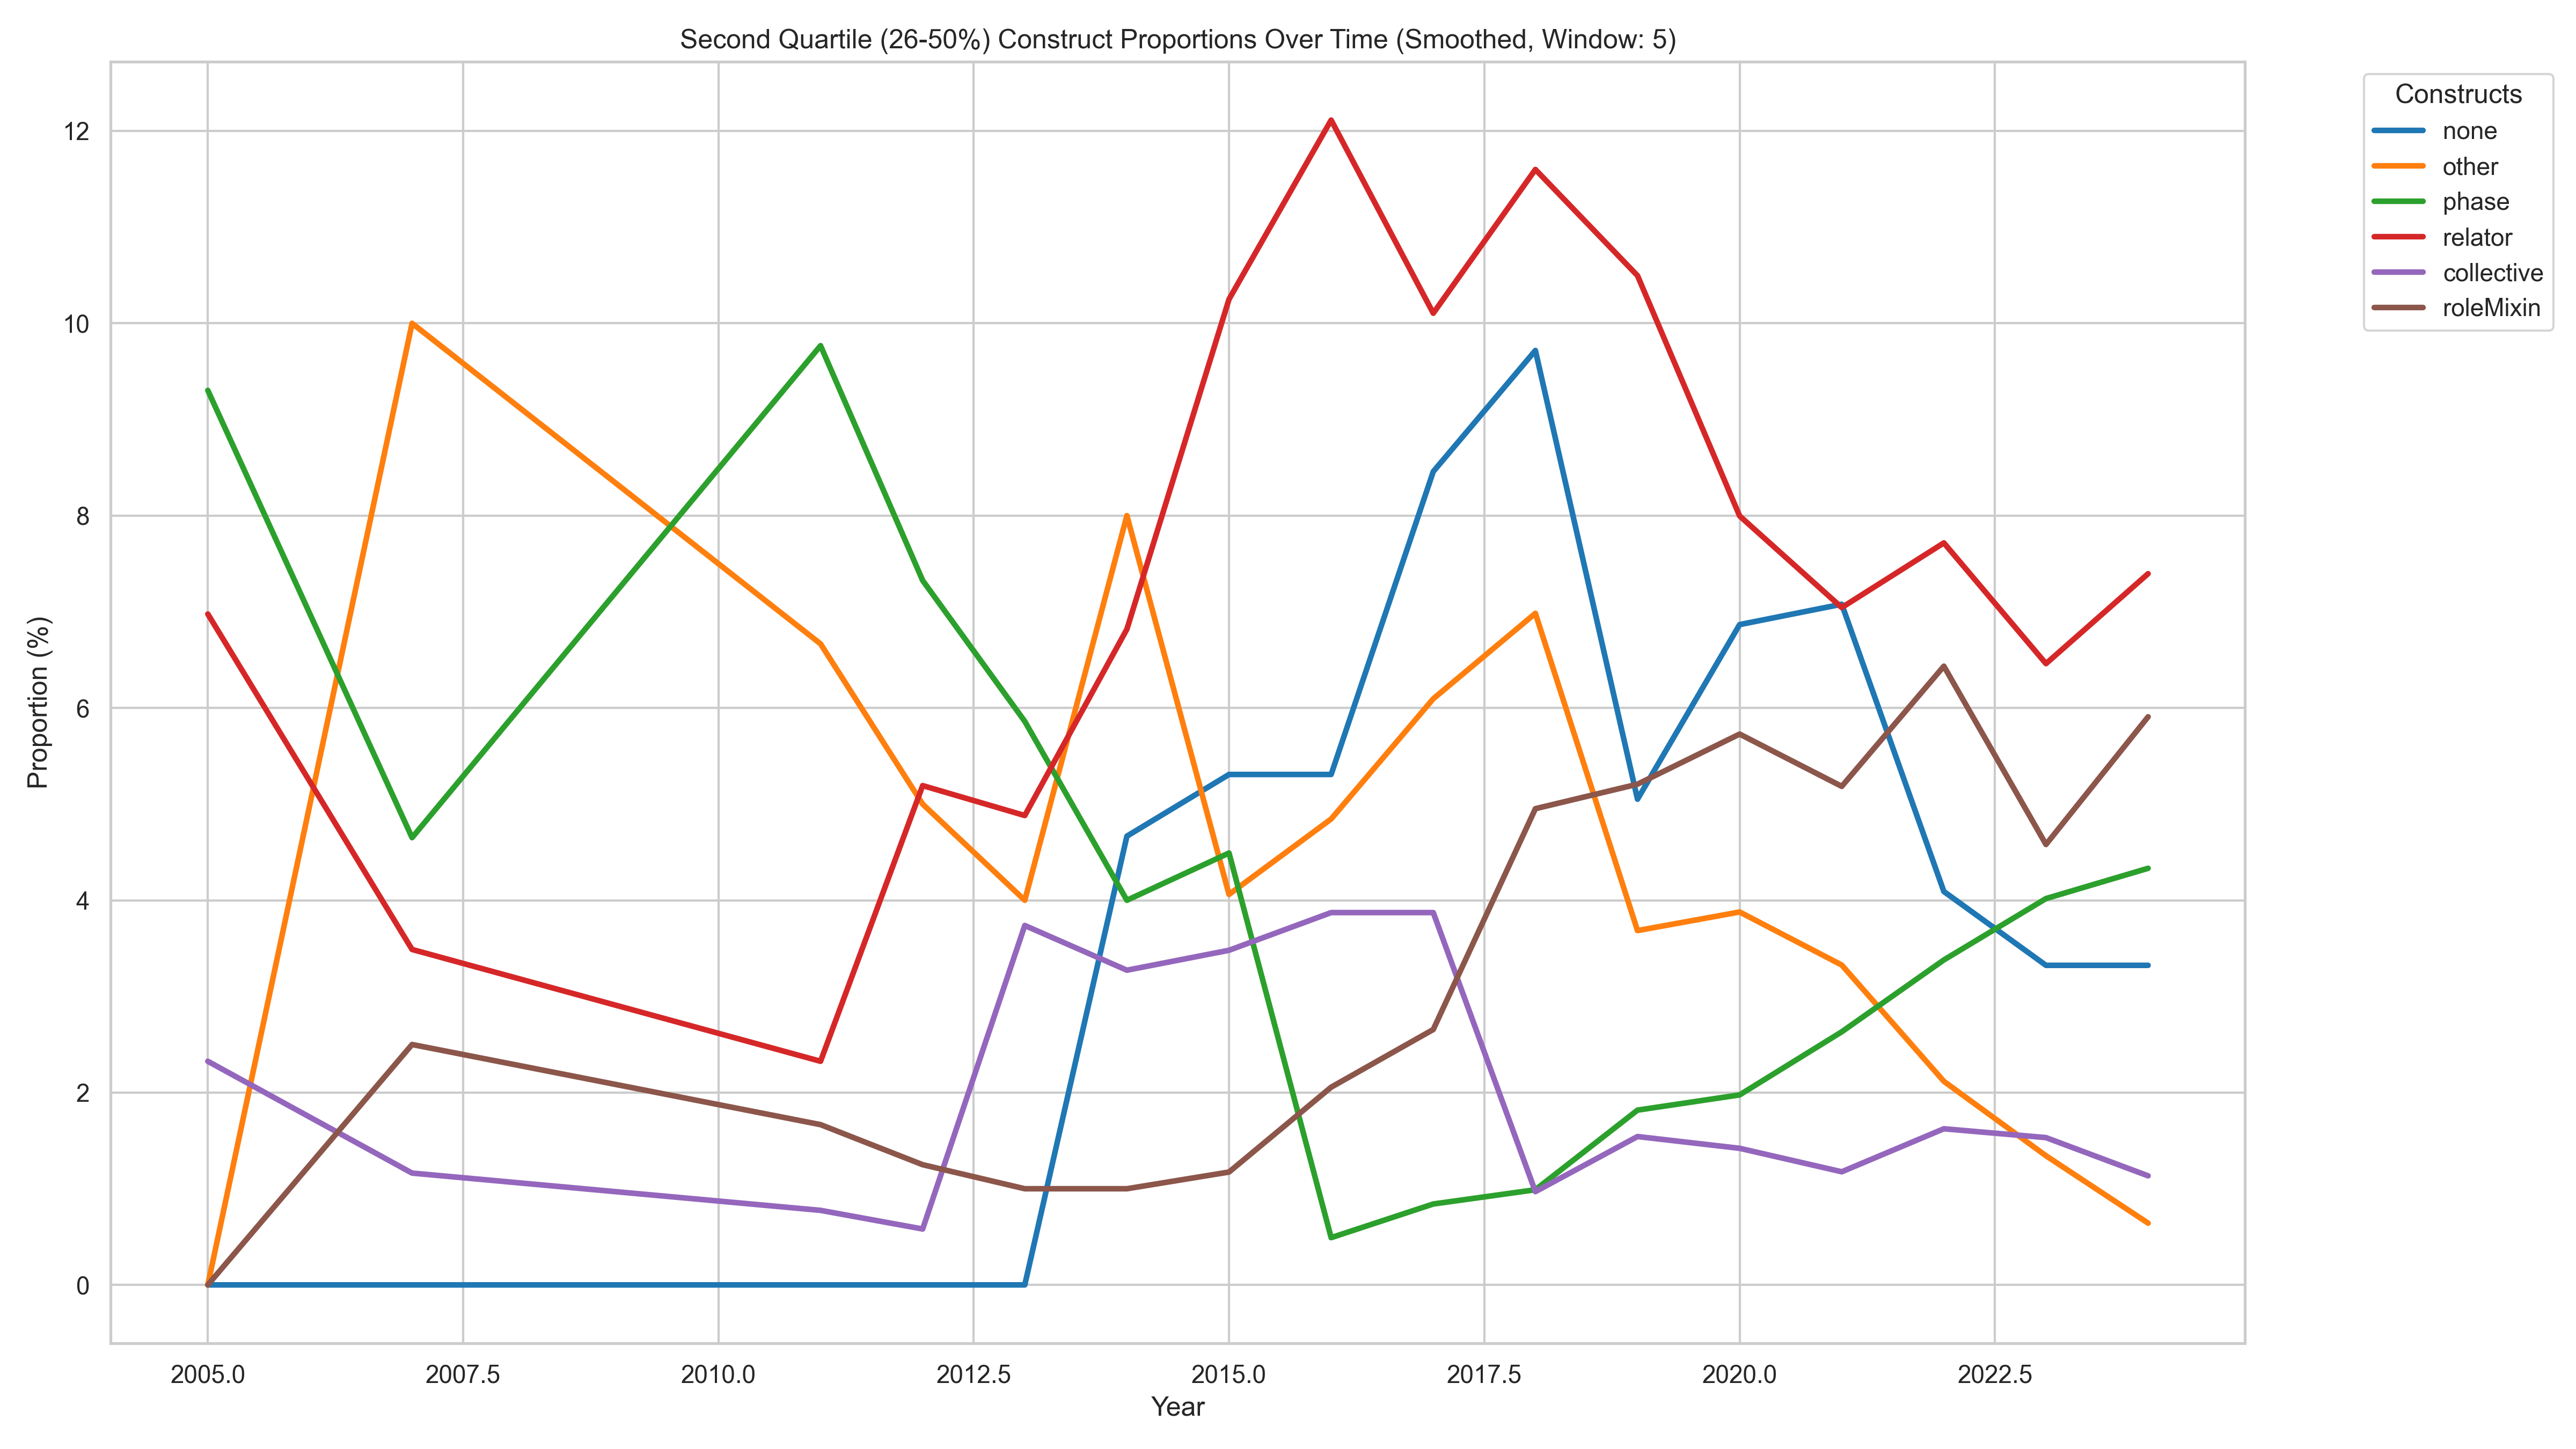 Second Quartile (26-50%) Construct Proportions Over Time (Smoothed, Window: 5)
Constructs
none
other
phase
relator
collective
roleMixin
Proportion (%)
12
10
8
6
4
2
0
2005.0 2007.5 2010.0 2012.5 2015.0 2017.5 2020.0 2022.5
Year